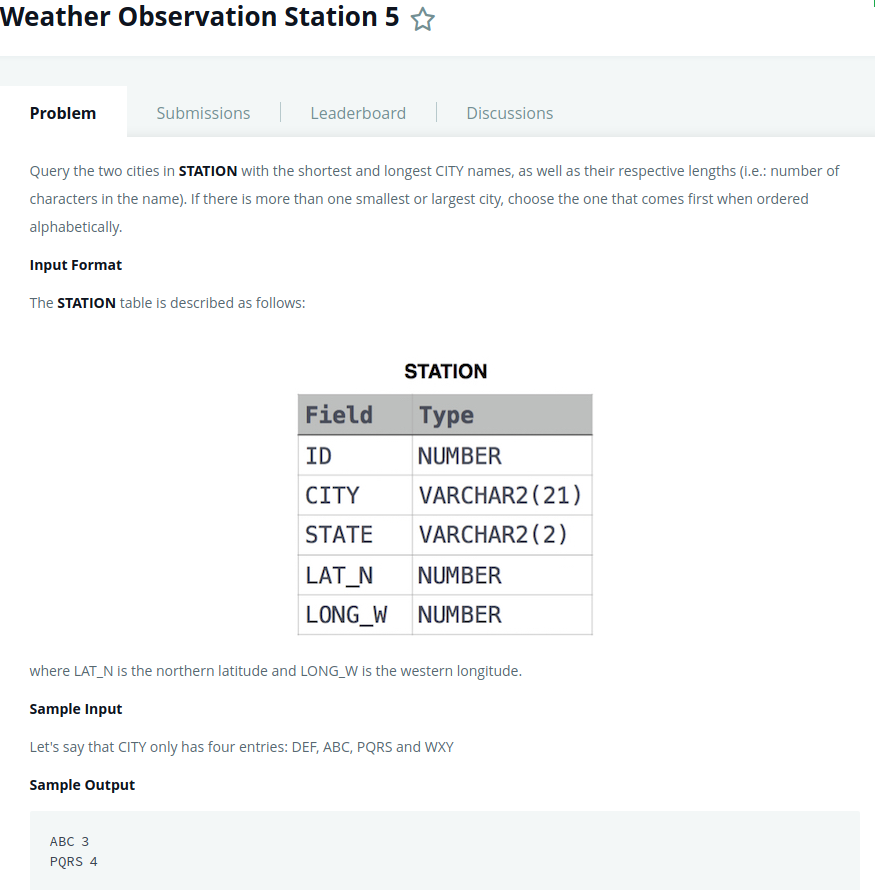 Weather Observation Station 5
Problem
Submissions
Leaderboard
Discussions
Query the two cities in STATION with the shortest and longest CITY names, as well as their respective lengths (i.e.: number of
characters in the name). If there is more than one smallest or largest city, choose the one that comes first when ordered
alphabetically.
Input Format
The STATION table is described as follows:
STATION
Field Type
ID NUMBER
CITY VARCHAR2(21)
STATE VARCHAR2(2)
LAT_N NUMBER
LONG_W NUMBER
where LAT_N is the northern latitude and LONG_W is the western longitude.
Sample Input
Let's say that CITY only has four entries: DEF, ABC, PQRS and WXY
Sample Output
ABC 3
PQRS 4